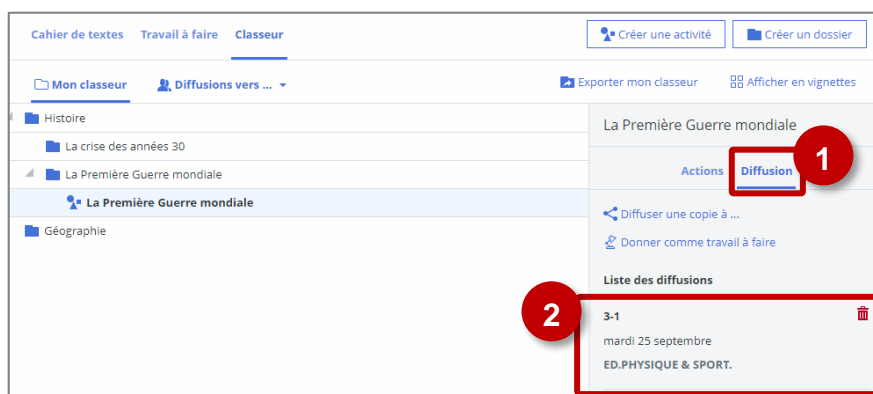 Cahier de textes Travail à faire Classeur Créer une activité Créer un dossier
Mon classeur Diffusions vers ... Exporter mon classeur Afficher en vignettes
Histoire
La crise des années 30
La Première Guerre mondiale
La Première Guerre mondiale
Géographie
La Première Guerre mondiale
1
Actions Diffusion
Diffuser une copie à ...
Donner comme travail à faire
Liste des diffusions
2
3-1
mardi 25 septembre
ED.PHYSIQUE & SPORT.